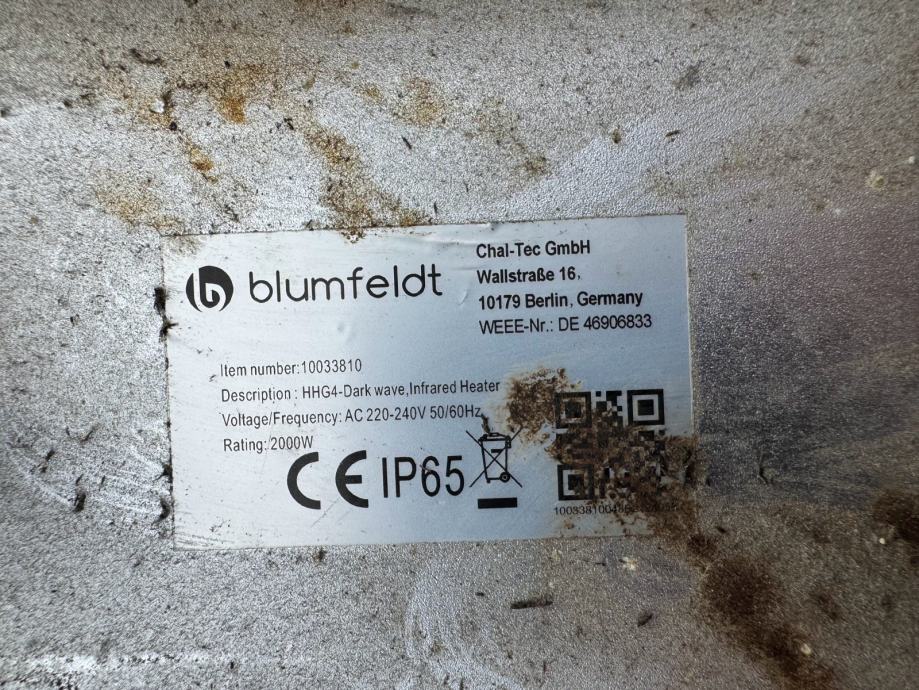 blumfeldt
Chal-Tec GmbH
Wallstraße 16,
10179 Berlin, Germany
WEEE-Nr.: DE 46906833
Item number:10033810
Description : HHG4-Dark wave,Infrared Heater
Voltage/Frequency: AC 220-240V 50/60Hz
Rating: 2000W
CE IP65